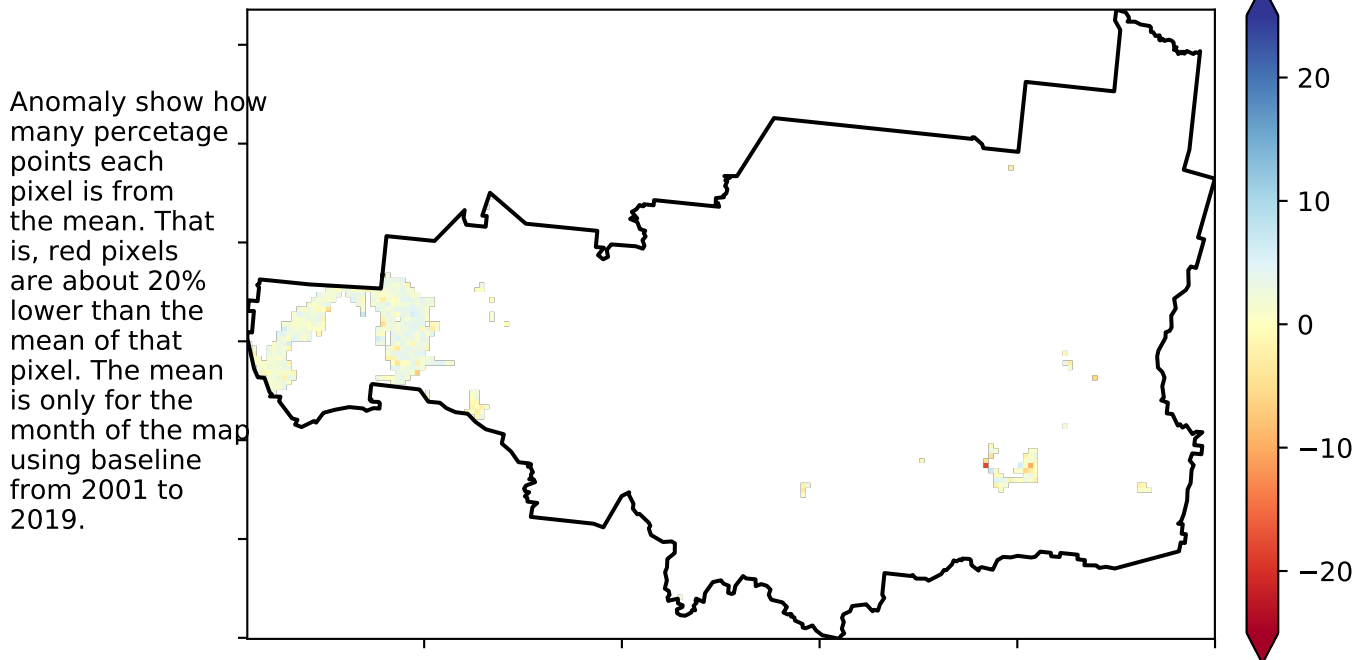 Anomaly show how
many percetage
points each
pixel is from
the mean. That
is, red pixels
are about 20%
lower than the
mean of that
pixel. The mean
is only for the
month of the map
using baseline
from 2001 to
2019.
20
10
0
−10
−20